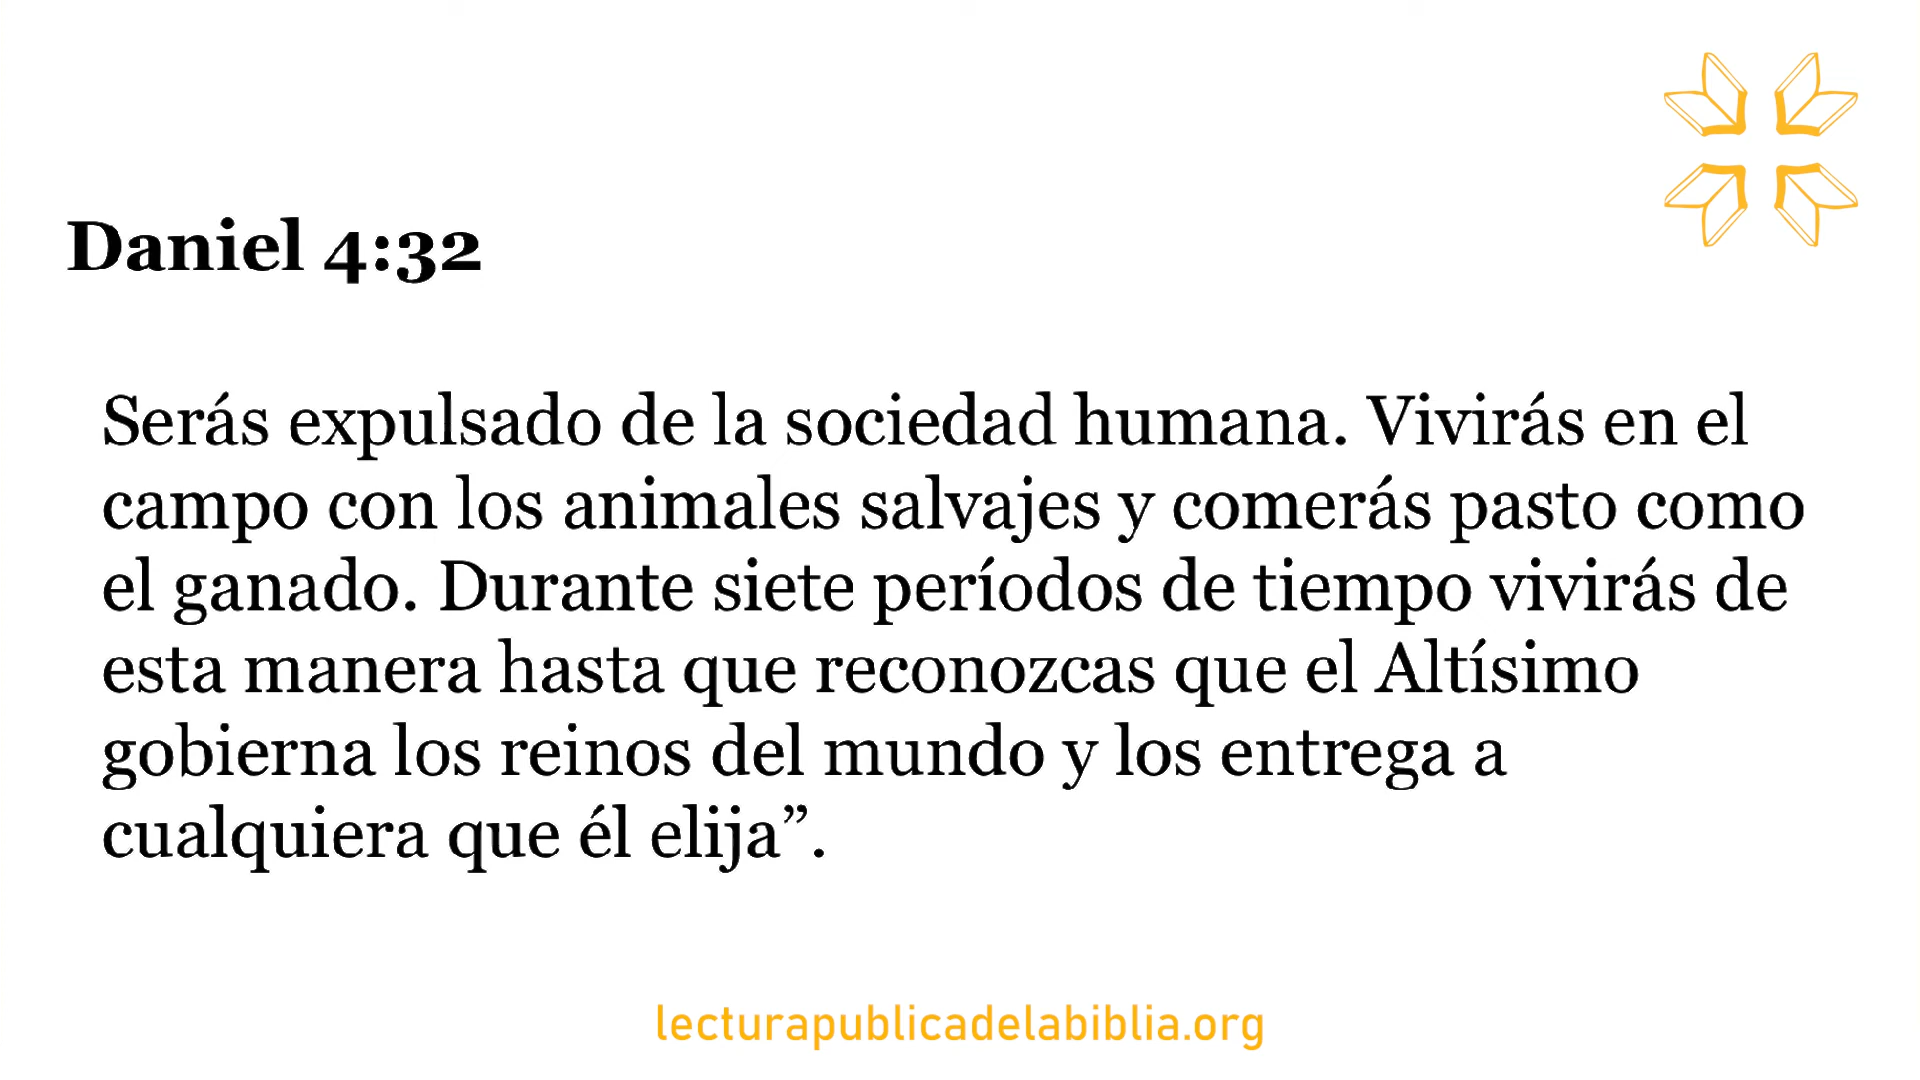 Daniel 4:32
Serás expulsado de la sociedad humana. Vivirás en el
campo con los animales salvajes y comerás pasto como
el ganado. Durante siete períodos de tiempo vivirás de
esta manera hasta que reconozcas que el Altísimo
gobierna los reinos del mundo y los entrega a
cualquiera que él elija”.
lecturapublicadelabiblia.org